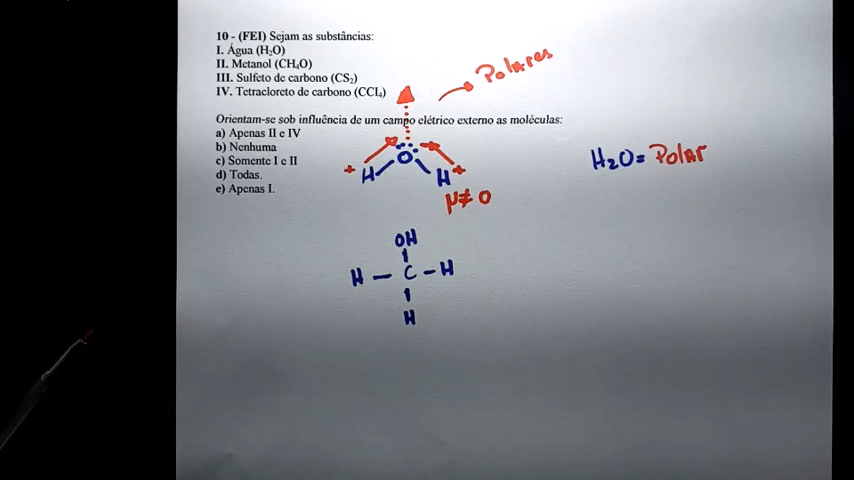 10 - (FEI) Sejam as substâncias:
I. Água (H₂O)
II. Metanol (CH₄O)
III. Sulfeto de carbono (CS₂)
IV. Tetracloreto de carbono (CCl₄)
Polares
Orientam-se sob influência de um campo elétrico externo as moléculas:
a) Apenas II e IV
b) Nenhuma
c) Somente I e II
d) Todas.
e) Apenas I.
+ H O H +
μ ≠ 0
H₂O = Polar
OH
H — C — H
H